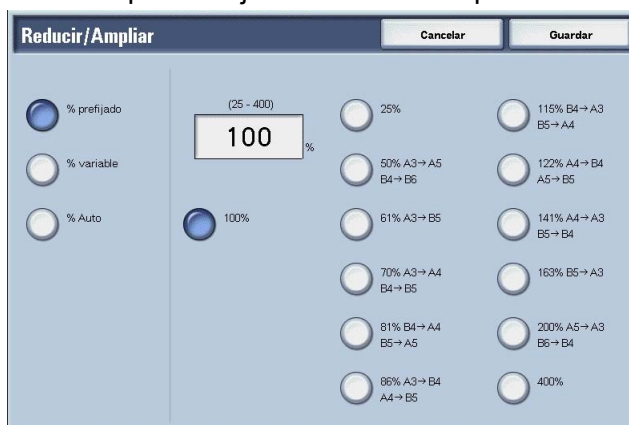 Reducir/Ampliar
Cancelar
Guardar
% prefijado
% variable
% Auto
(25 - 400)
100
%
100%
25%
50% A3→A5
B4→B6
61% A3→B5
70% A3→A4
B4→B5
81% B4→A4
B5→A5
86% A3→B4
A4→B5
115% B4→A3
B5→A4
122% A4→B4
A5→B5
141% A4→A3
B5→B4
163% B5→A3
200% A5→A3
B6→B4
400%